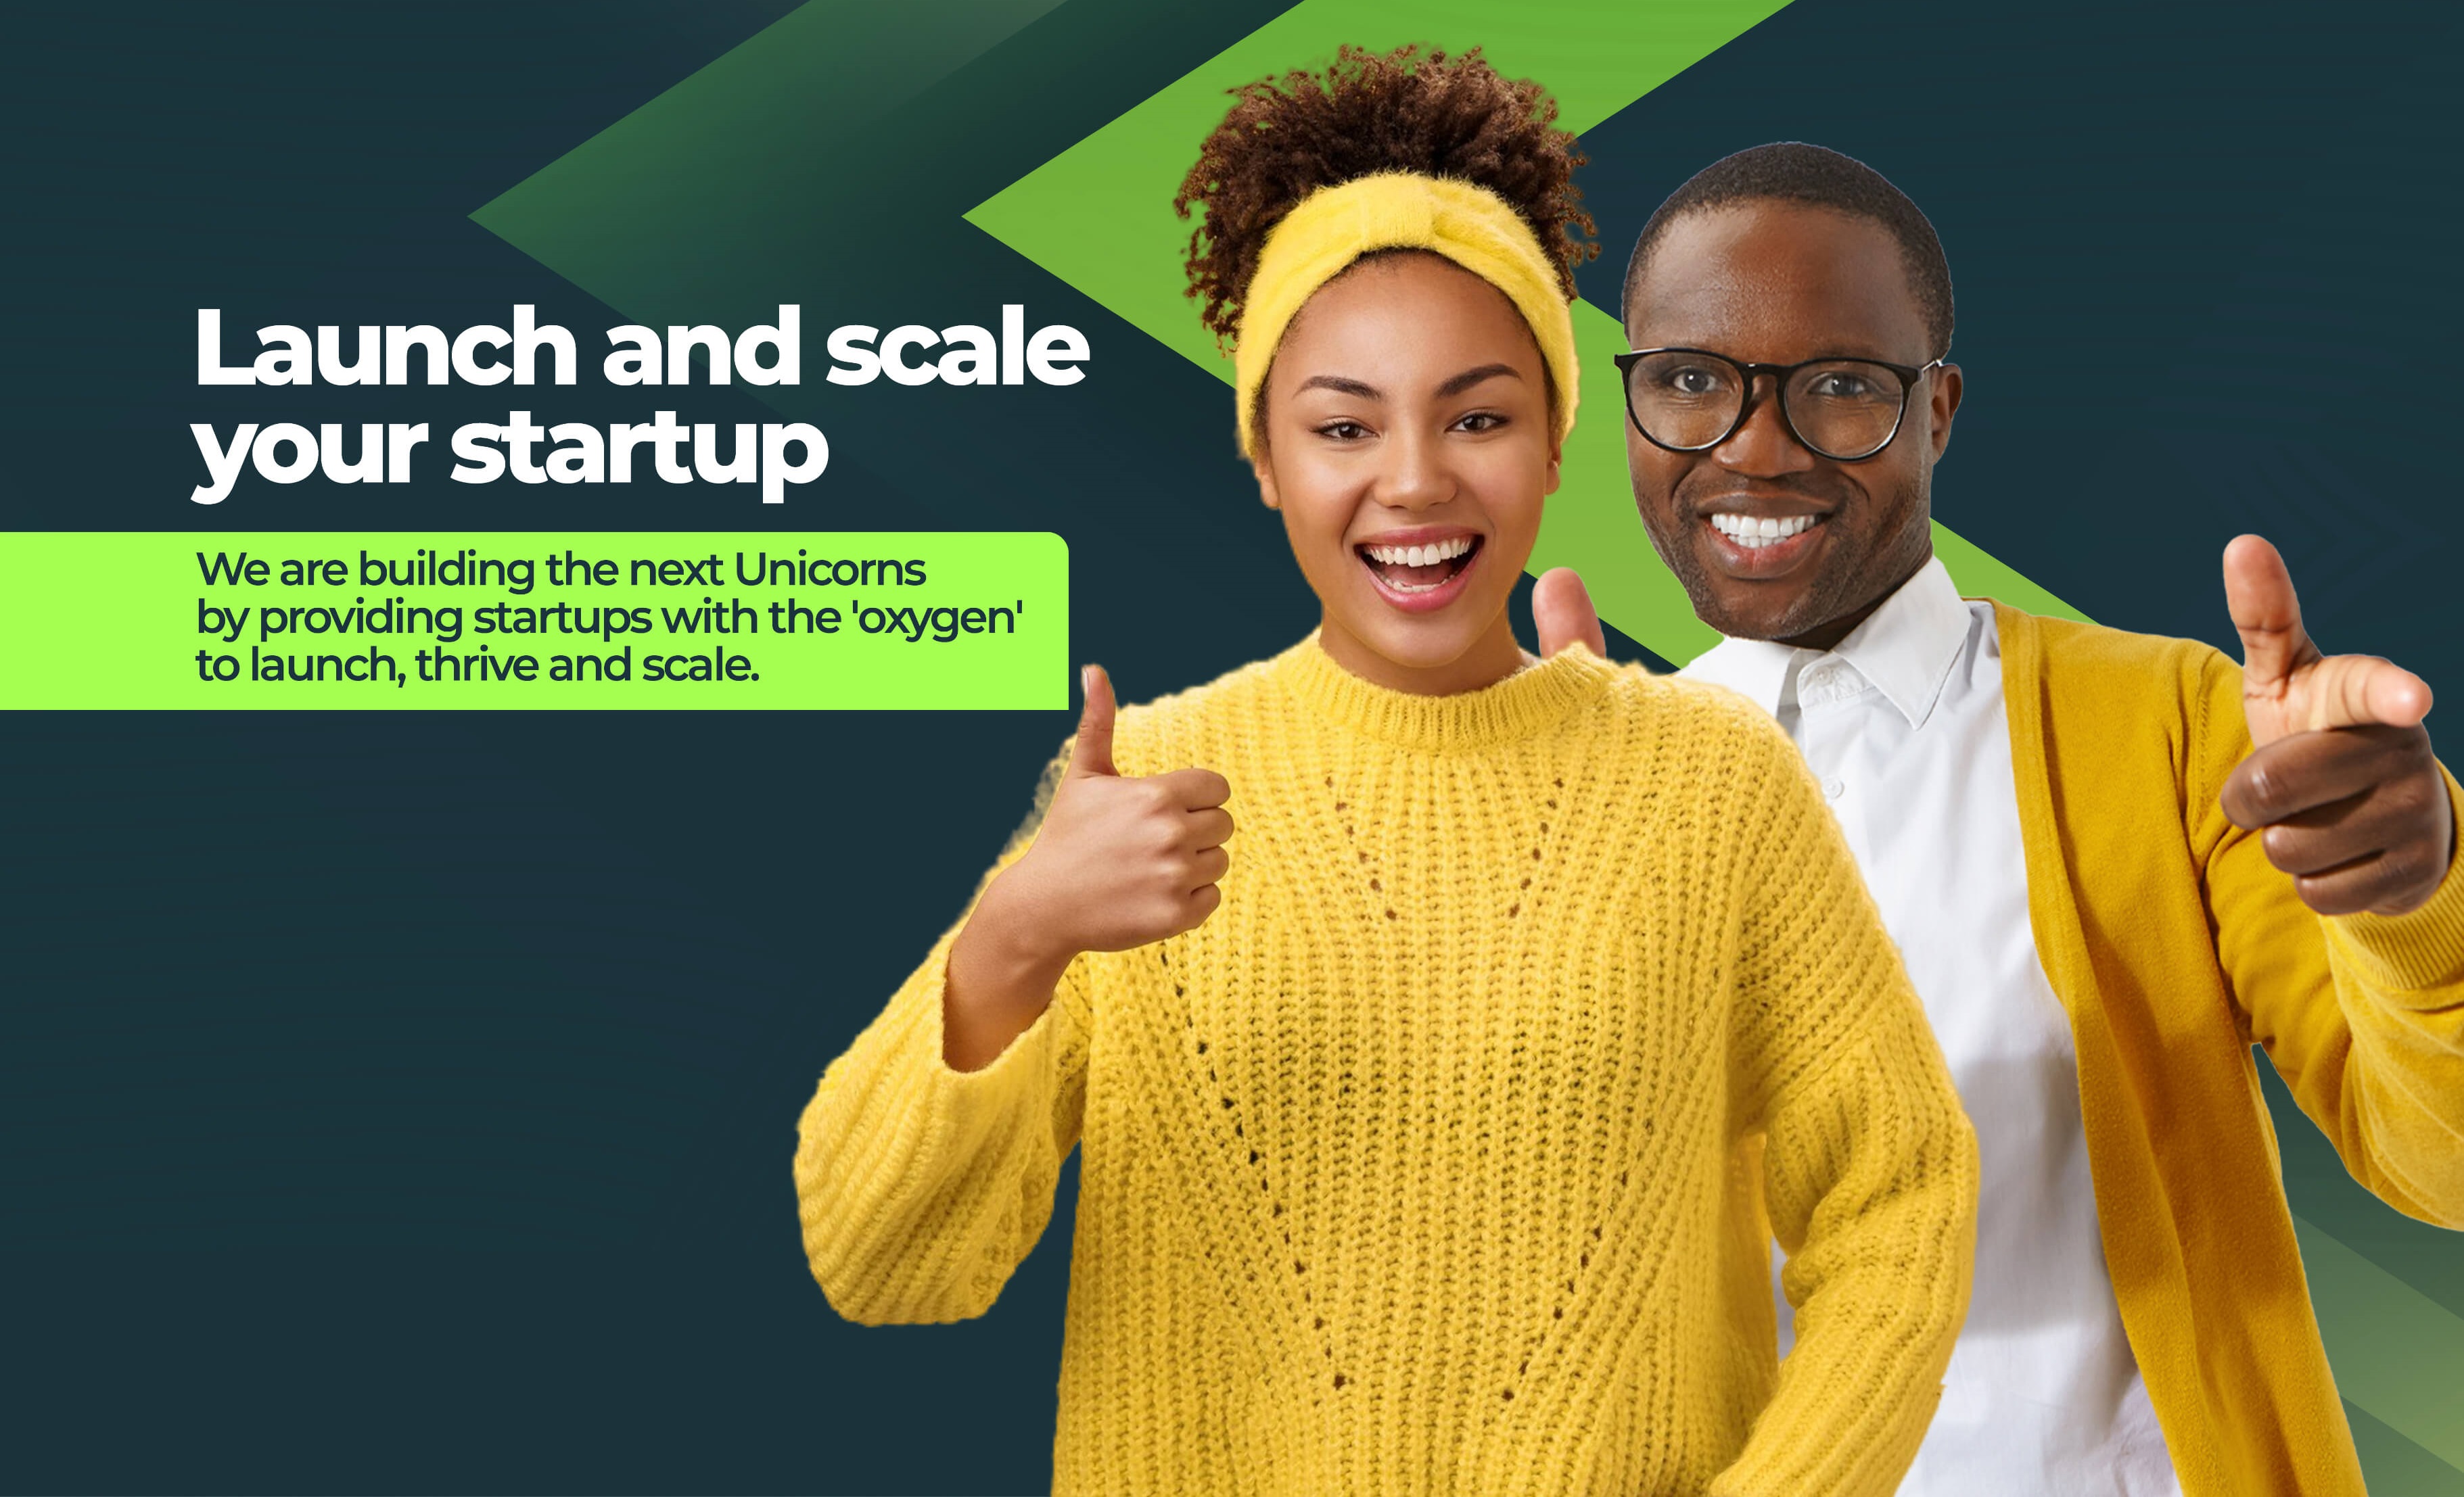 Launch and scale
your startup
We are building the next Unicorns
by providing startups with the 'oxygen'
to launch, thrive and scale.